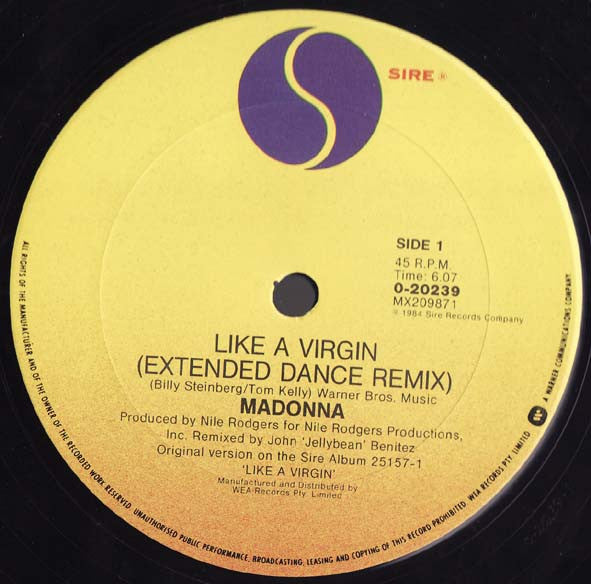 SIRE ®
SIDE 1
45 R.P.M.
Time: 6.07
0-20239
MX209871
℗ 1984 Sire Records Company
LIKE A VIRGIN
(EXTENDED DANCE REMIX)
(Billy Steinberg/Tom Kelly) Warner Bros. Music
MADONNA
Produced by Nile Rodgers for Nile Rodgers Productions,
Inc. Remixed by John 'Jellybean' Benitez
Original version on the Sire Album 25157-1
'LIKE A VIRGIN'
Manufactured and Distributed by
WEA Records Pty. Limited
ALL RIGHTS OF THE MANUFACTURER AND OF THE OWNER OF THE RECORDED WORK RESERVED. UNAUTHORISED PUBLIC PERFORMANCE, BROADCASTING, LEASING AND COPYING OF THIS RECORD PROHIBITED. WEA RECORDS PTY. LIMITED
A WARNER COMMUNICATIONS COMPANY.